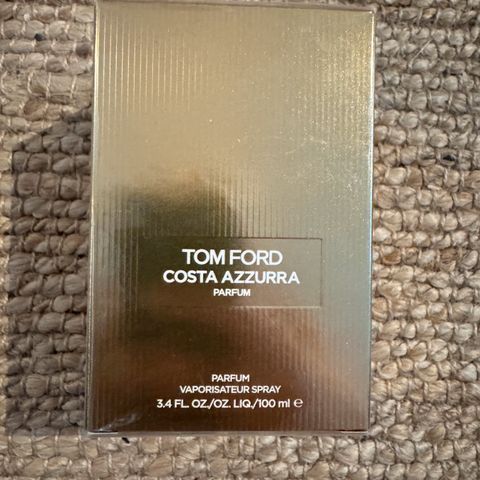 TOM FORD
COSTA AZZURRA
PARFUM
PARFUM
VAPORISATEUR SPRAY
3.4 FL. OZ./OZ. LIQ./100 ml ℮